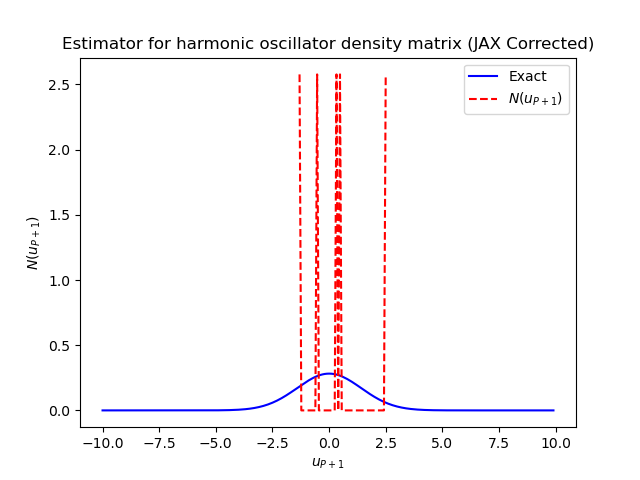 Estimator for harmonic oscillator density matrix (JAX Corrected)
Exact
N(u_{P+1})
2.5
2.0
1.5
1.0
0.5
0.0
N(u_{P+1})
−10.0 −7.5 −5.0 −2.5 0.0 2.5 5.0 7.5 10.0
u_{P+1}